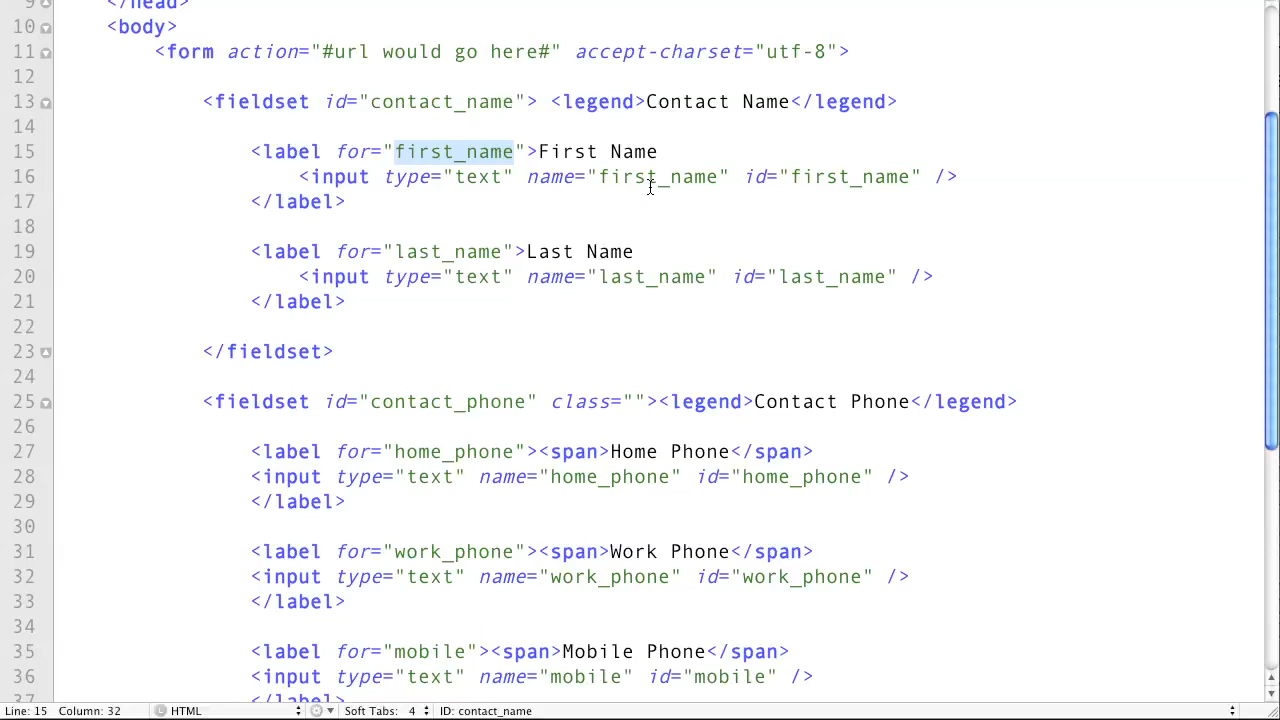 9 </head>
10 <body>
11 <form action="#url would go here#" accept-charset="utf-8">
12
13 <fieldset id="contact_name"> <legend>Contact Name</legend>
14
15 <label for="first_name">First Name
16 <input type="text" name="first_name" id="first_name" />
17 </label>
18
19 <label for="last_name">Last Name
20 <input type="text" name="last_name" id="last_name" />
21 </label>
22
23 </fieldset>
24
25 <fieldset id="contact_phone" class=""><legend>Contact Phone</legend>
26
27 <label for="home_phone"><span>Home Phone</span>
28 <input type="text" name="home_phone" id="home_phone" />
29 </label>
30
31 <label for="work_phone"><span>Work Phone</span>
32 <input type="text" name="work_phone" id="work_phone" />
33 </label>
34
35 <label for="mobile"><span>Mobile Phone</span>
36 <input type="text" name="mobile" id="mobile" />
37 </label>
Line: 15 Column: 32 L HTML Soft Tabs: 4 ID: contact_name